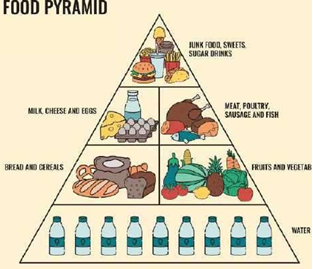 FOOD PYRAMID
JUNK FOOD, SWEETS,
SUGAR DRINKS
MILK, CHEESE AND EGGS
MEAT, POULTRY,
SAUSAGE AND FISH
BREAD AND CEREALS
FRUITS AND VEGETAB
WATER